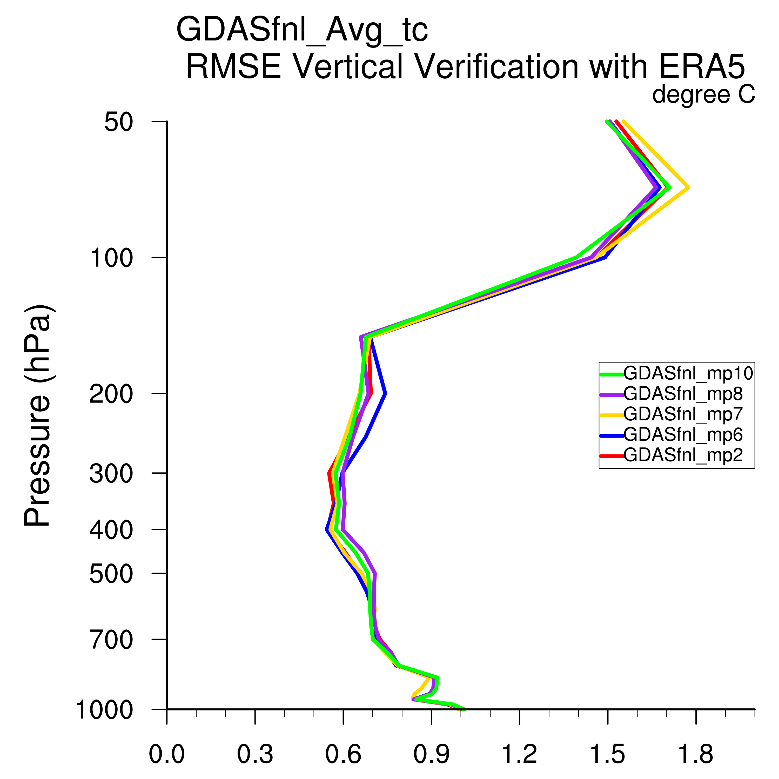 GDASfnl_Avg_tc
RMSE Vertical Verification with ERA5
degree C
Pressure (hPa)
50
100
200
300
400
500
700
1000
GDASfnl_mp10
GDASfnl_mp8
GDASfnl_mp7
GDASfnl_mp6
GDASfnl_mp2
0.0 0.3 0.6 0.9 1.2 1.5 1.8